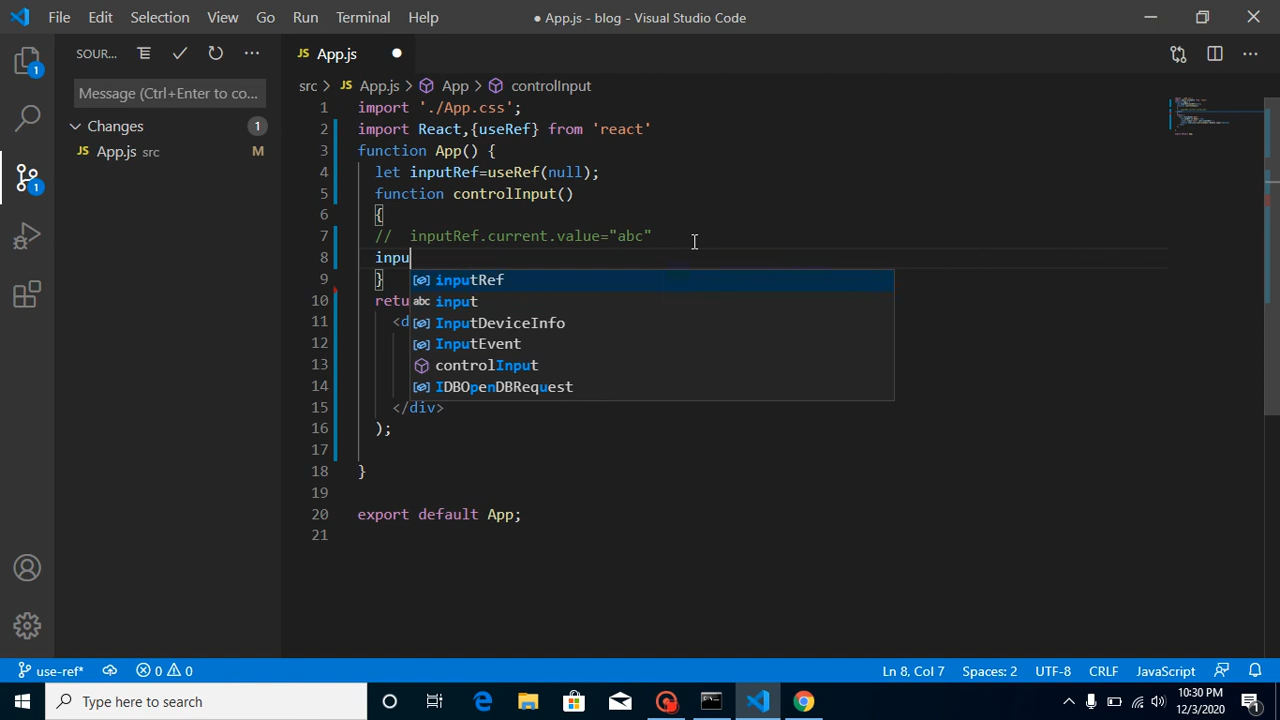 File Edit Selection View Go Run Terminal Help
● App.js - blog - Visual Studio Code
SOUR...
JS App.js ●
Message (Ctrl+Enter to co...
Changes 1
JS App.js src M
1
1
src > JS App.js > App > controlInput
1 import './App.css';
2 import React,{useRef} from 'react'
3 function App() {
4 let inputRef=useRef(null);
5 function controlInput()
6 {
7 // inputRef.current.value="abc"
8 inpu
9 }
10 retu
11 <d
12
13
14
15 </div>
16 );
17
18 }
19
20 export default App;
21
inputRef
abc input
InputDeviceInfo
InputEvent
controlInput
IDBOpenDBRequest
use-ref* 0 0 Ln 8, Col 7 Spaces: 2 UTF-8 CRLF JavaScript
Type here to search
10:30 PM
12/3/2020
1